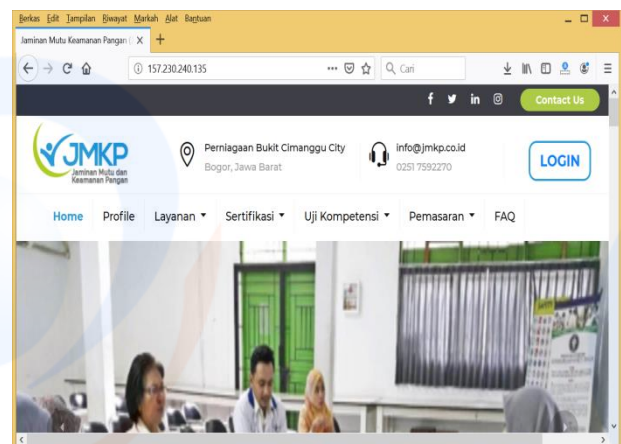 Berkas Edit Tampilan Riwayat Markah Alat Bantuan
Jaminan Mutu Keamanan Pangan (
157.230.240.135
Cari
Contact Us
JMKP
Jaminan Mutu dan
Keamanan Pangan
Perniagaan Bukit Cimanggu City
Bogor, Jawa Barat
info@jmkp.co.id
0251 7592270
LOGIN
Home Profile Layanan Sertifikasi Uji Kompetensi Pemasaran FAQ